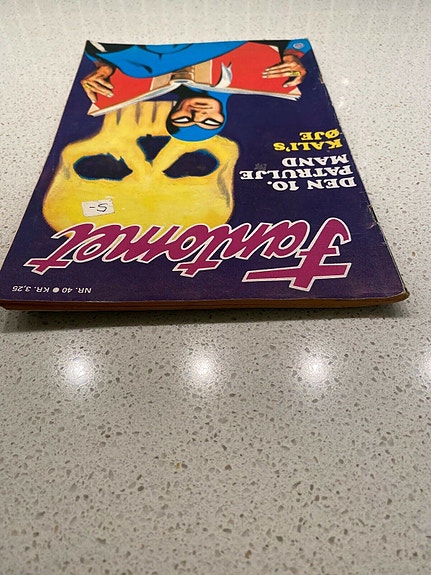 NR. 40 ● KR. 3,25
Fantomet
5-
DEN 10.
PATRULJE
MAND
KALI'S
ØJE